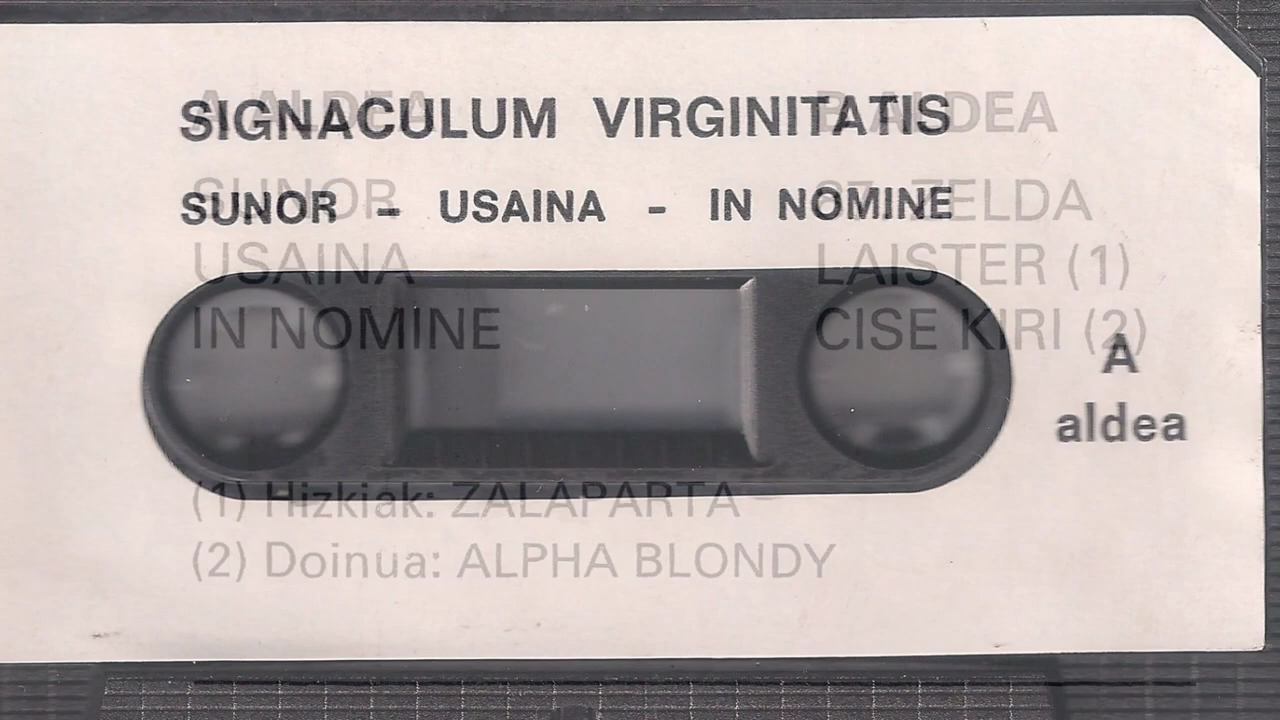 SIGNACULUM VIRGINITATIS
SUNOR - USAINA - IN NOMINE
A
aldea
A ALDEA
SUNOR
USAINA
IN NOMINE
B ALDEA
27. ZELDA
LAISTER (1)
CISE KIRI (2)
(1) Hizkiak: ZALAPARTA
(2) Doinua: ALPHA BLONDY